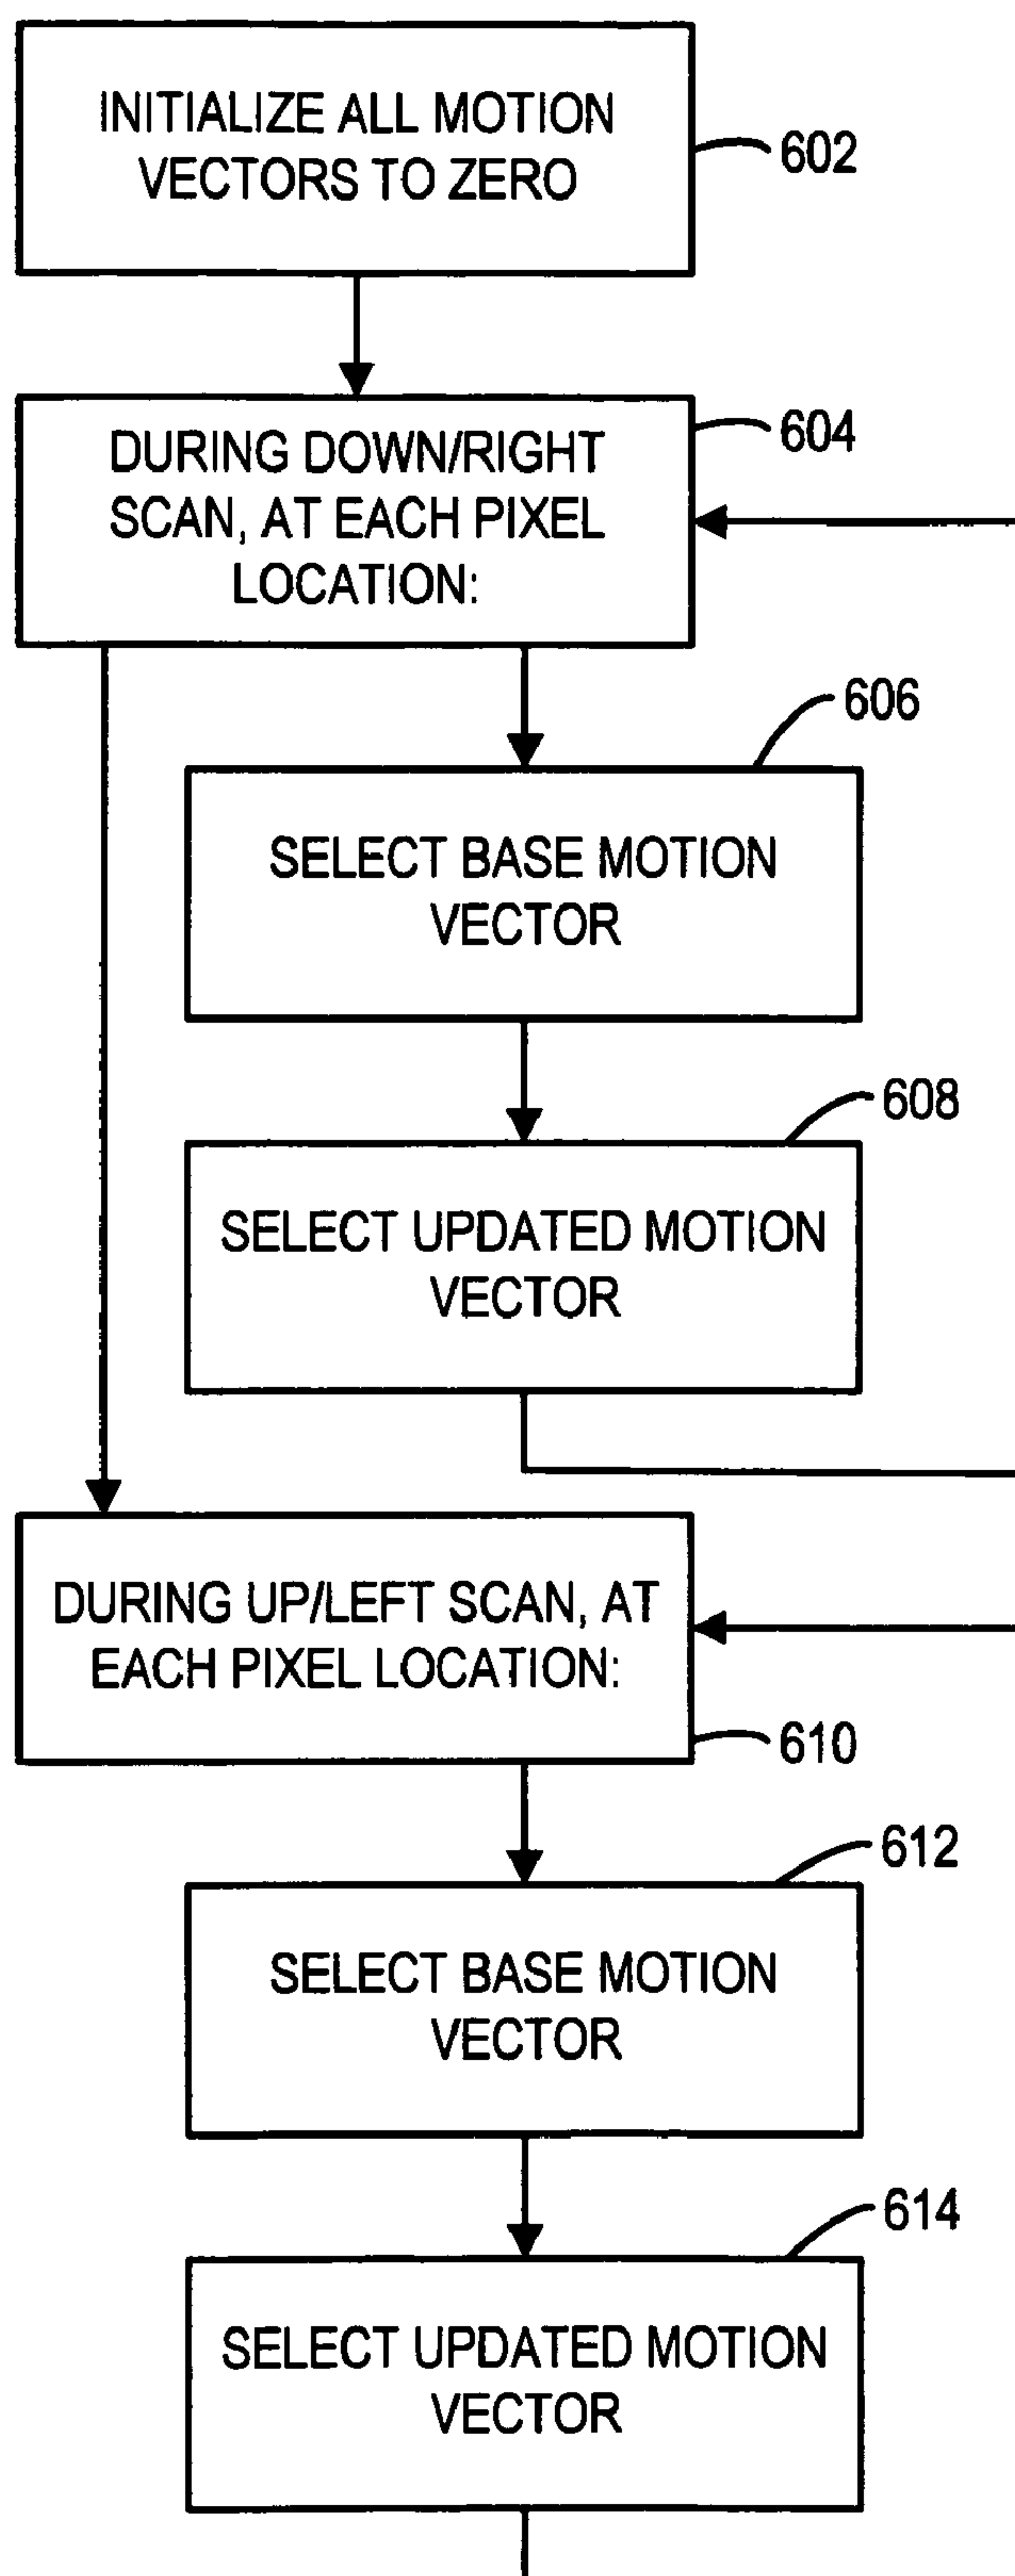 INITIALIZE ALL MOTION
VECTORS TO ZERO
602
DURING DOWN/RIGHT
SCAN, AT EACH PIXEL
LOCATION:
604
606
SELECT BASE MOTION
VECTOR
608
SELECT UPDATED MOTION
VECTOR
DURING UP/LEFT SCAN, AT
EACH PIXEL LOCATION:
610
612
SELECT BASE MOTION
VECTOR
614
SELECT UPDATED MOTION
VECTOR